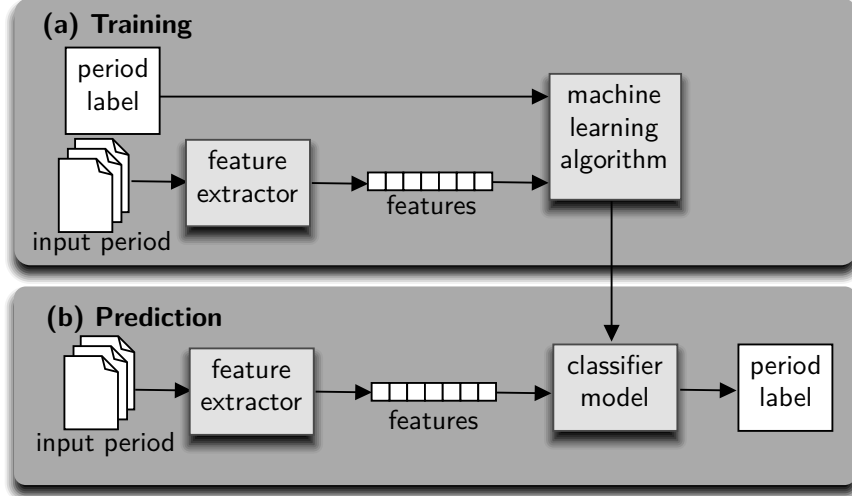 (a) Training
period
label
machine
learning
algorithm
feature
extractor
features
input period
(b) Prediction
feature
extractor
features
input period
classifier
model
period
label